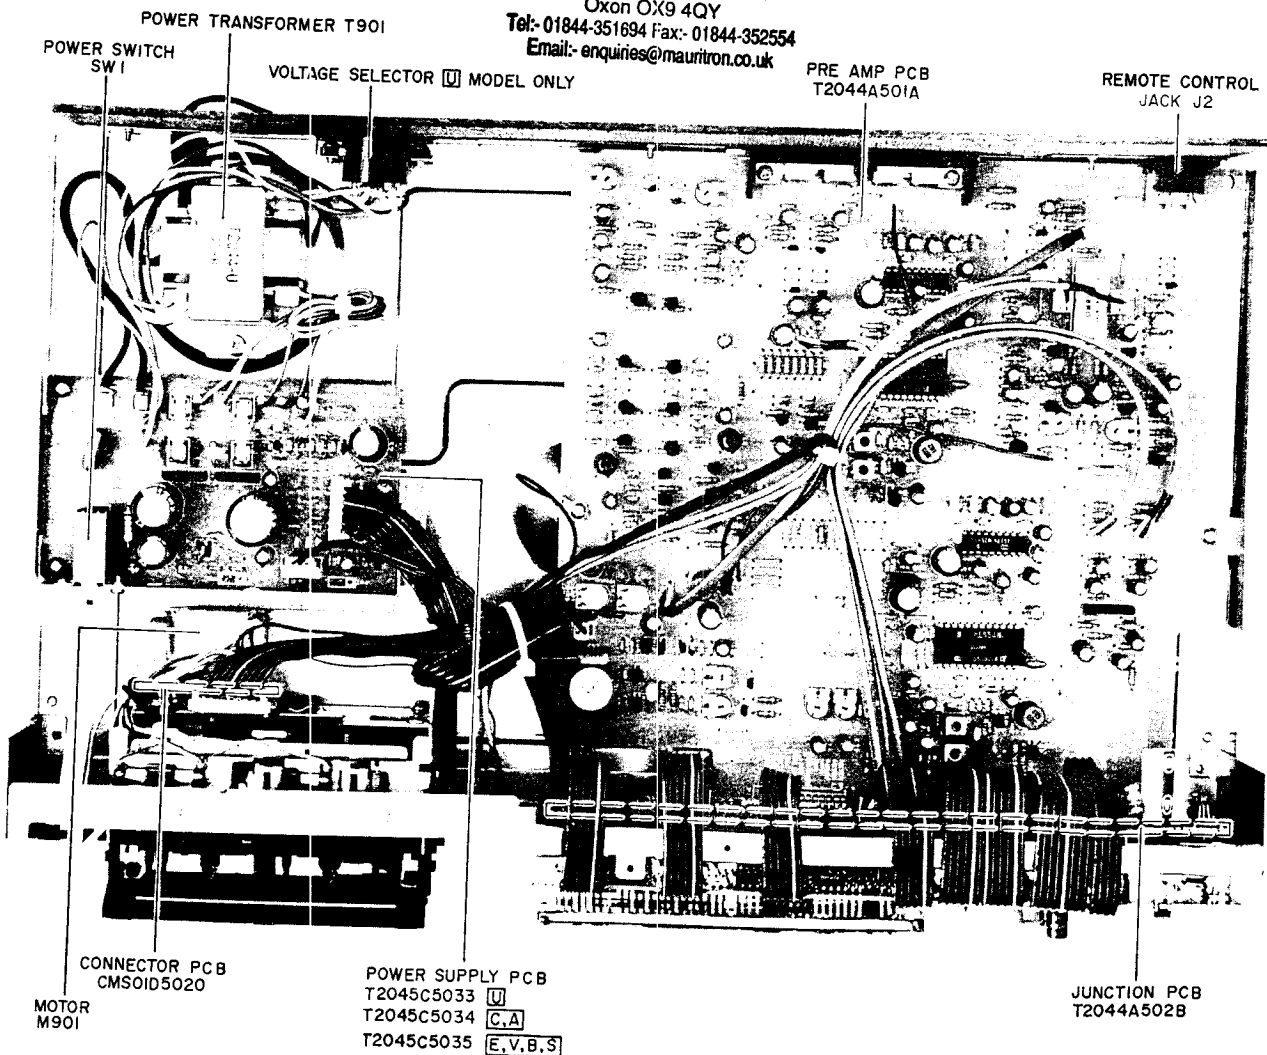 Oxon OX9 4QY
Tel:- 01844-351694 Fax:- 01844-352554
Email:- enquiries@mauritron.co.uk
POWER TRANSFORMER T901
POWER SWITCH
SW1
VOLTAGE SELECTOR U MODEL ONLY
PRE AMP PCB
T2044A501A
REMOTE CONTROL
JACK J2
CONNECTOR PCB
CMS01D5020
MOTOR
M901
POWER SUPPLY PCB
T2045C5033 U
T2045C5034 C,A
T2045C5035 E,V,B,S
JUNCTION PCB
T2044A502B